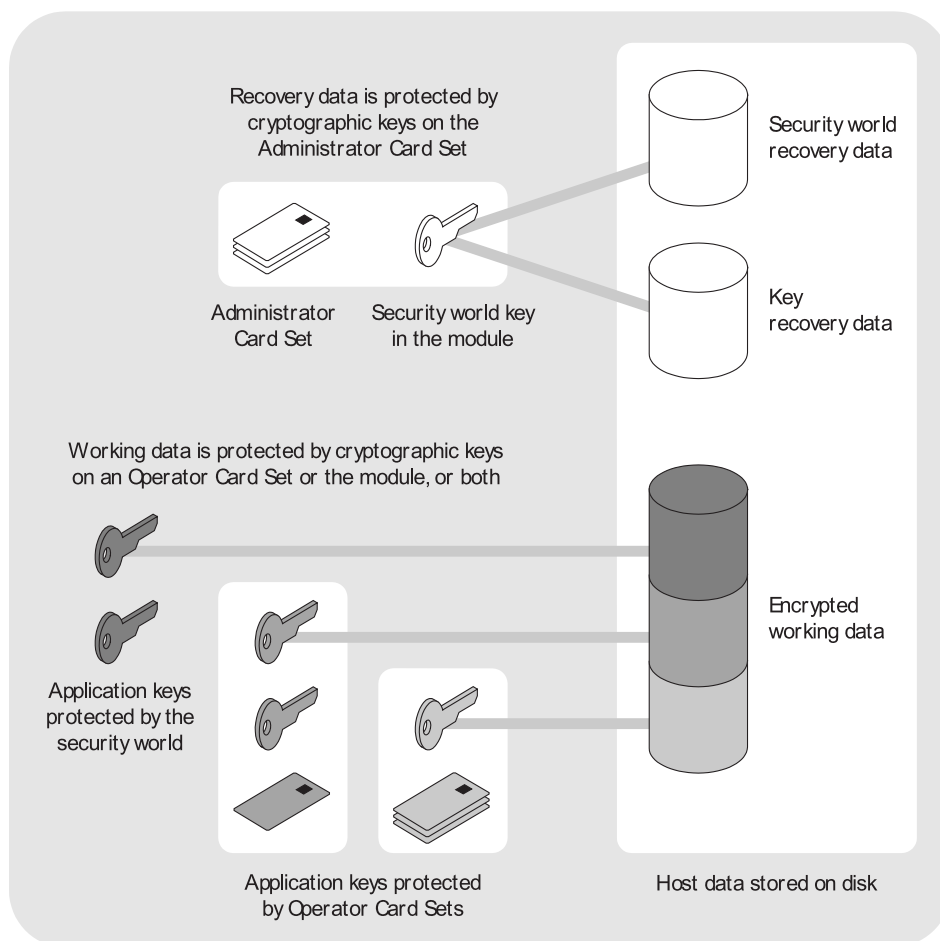 Recovery data is protected by
cryptographic keys on the
Administrator Card Set
Security world
recovery data
Administrator
Card Set
Security world key
in the module
Key
recovery data
Working data is protected by cryptographic keys
on an Operator Card Set or the module, or both
Encrypted
working data
Application keys
protected by the
security world
Application keys protected
by Operator Card Sets
Host data stored on disk